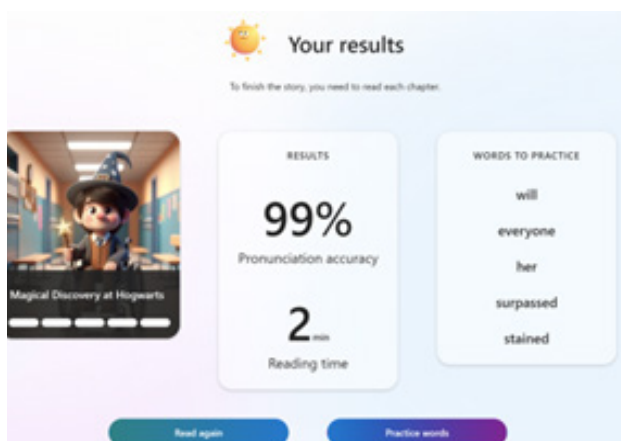 Your results
To finish the story, you need to read each chapter.
Magical Discovery at Hogwarts
RESULTS
99%
Pronunciation accuracy
2 min
Reading time
WORDS TO PRACTICE
will
everyone
her
surpassed
stained
Read again
Practice words